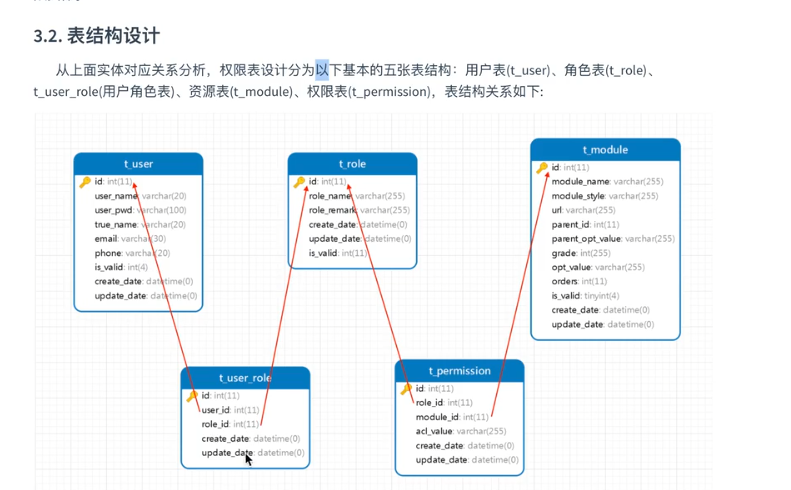 3.2. 表结构设计
从上面实体对应关系分析，权限表设计分为以下基本的五张表结构：用户表(t_user)、角色表(t_role)、
t_user_role(用户角色表)、资源表(t_module)、权限表(t_permission)，表结构关系如下:
t_user
id: int(11)
user_name: varchar(20)
user_pwd: varchar(100)
true_name: varchar(20)
email: varchar(30)
phone: varchar(20)
is_valid: int(4)
create_date: datetime(0)
update_date: datetime(0)
t_role
id: int(11)
role_name: varchar(255)
role_remark: varchar(255)
create_date: datetime(0)
update_date: datetime(0)
is_valid: int(11)
t_module
id: int(11)
module_name: varchar(255)
module_style: varchar(255)
url: varchar(255)
parent_id: int(11)
parent_opt_value: varchar(255)
grade: int(255)
opt_value: varchar(255)
orders: int(11)
is_valid: tinyint(4)
create_date: datetime(0)
update_date: datetime(0)
t_user_role
id: int(11)
user_id: int(11)
role_id: int(11)
create_date: datetime(0)
update_date: datetime(0)
t_permission
id: int(11)
role_id: int(11)
module_id: int(11)
acl_value: varchar(255)
create_date: datetime(0)
update_date: datetime(0)